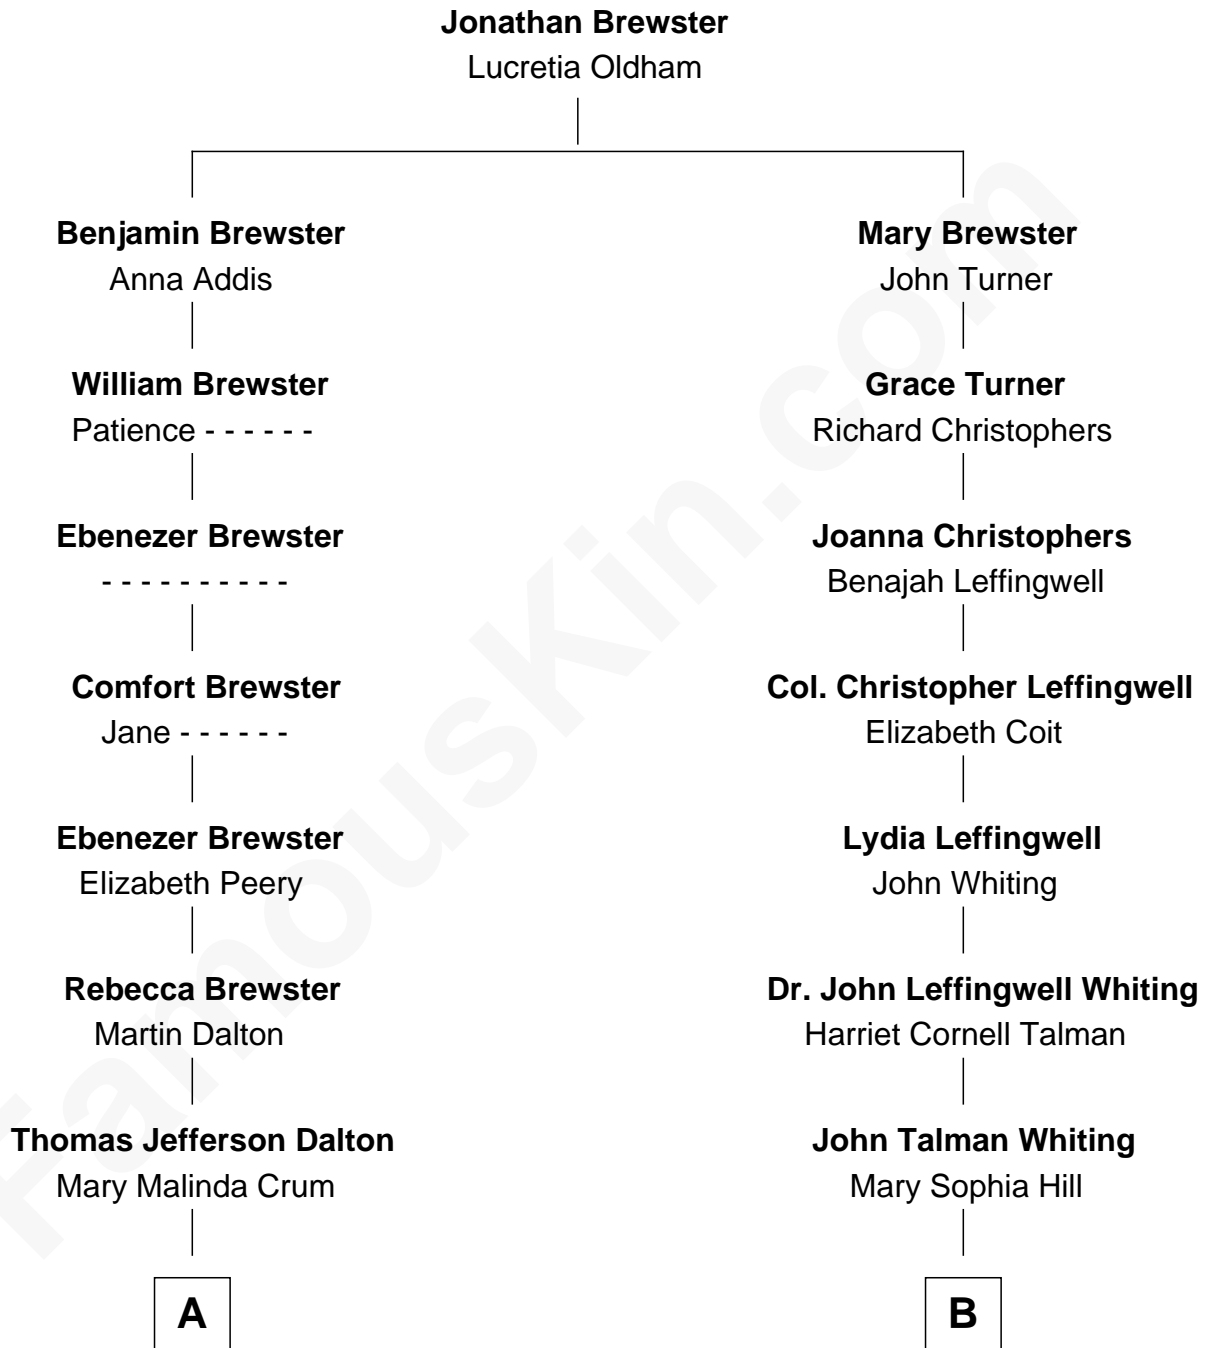 Jonathan Brewster
Lucretia Oldham
Benjamin Brewster
Anna Addis
Mary Brewster
John Turner
William Brewster
Patience - - - - - -
Grace Turner
Richard Christophers
Ebenezer Brewster
- - - - - - - - - -
Joanna Christophers
Benajah Leffingwell
Comfort Brewster
Jane - - - - - -
Col. Christopher Leffingwell
Elizabeth Coit
Ebenezer Brewster
Elizabeth Peery
Lydia Leffingwell
John Whiting
Rebecca Brewster
Martin Dalton
Dr. John Leffingwell Whiting
Harriet Cornell Talman
Thomas Jefferson Dalton
Mary Malinda Crum
John Talman Whiting
Mary Sophia Hill
A
B
FamousKin.com